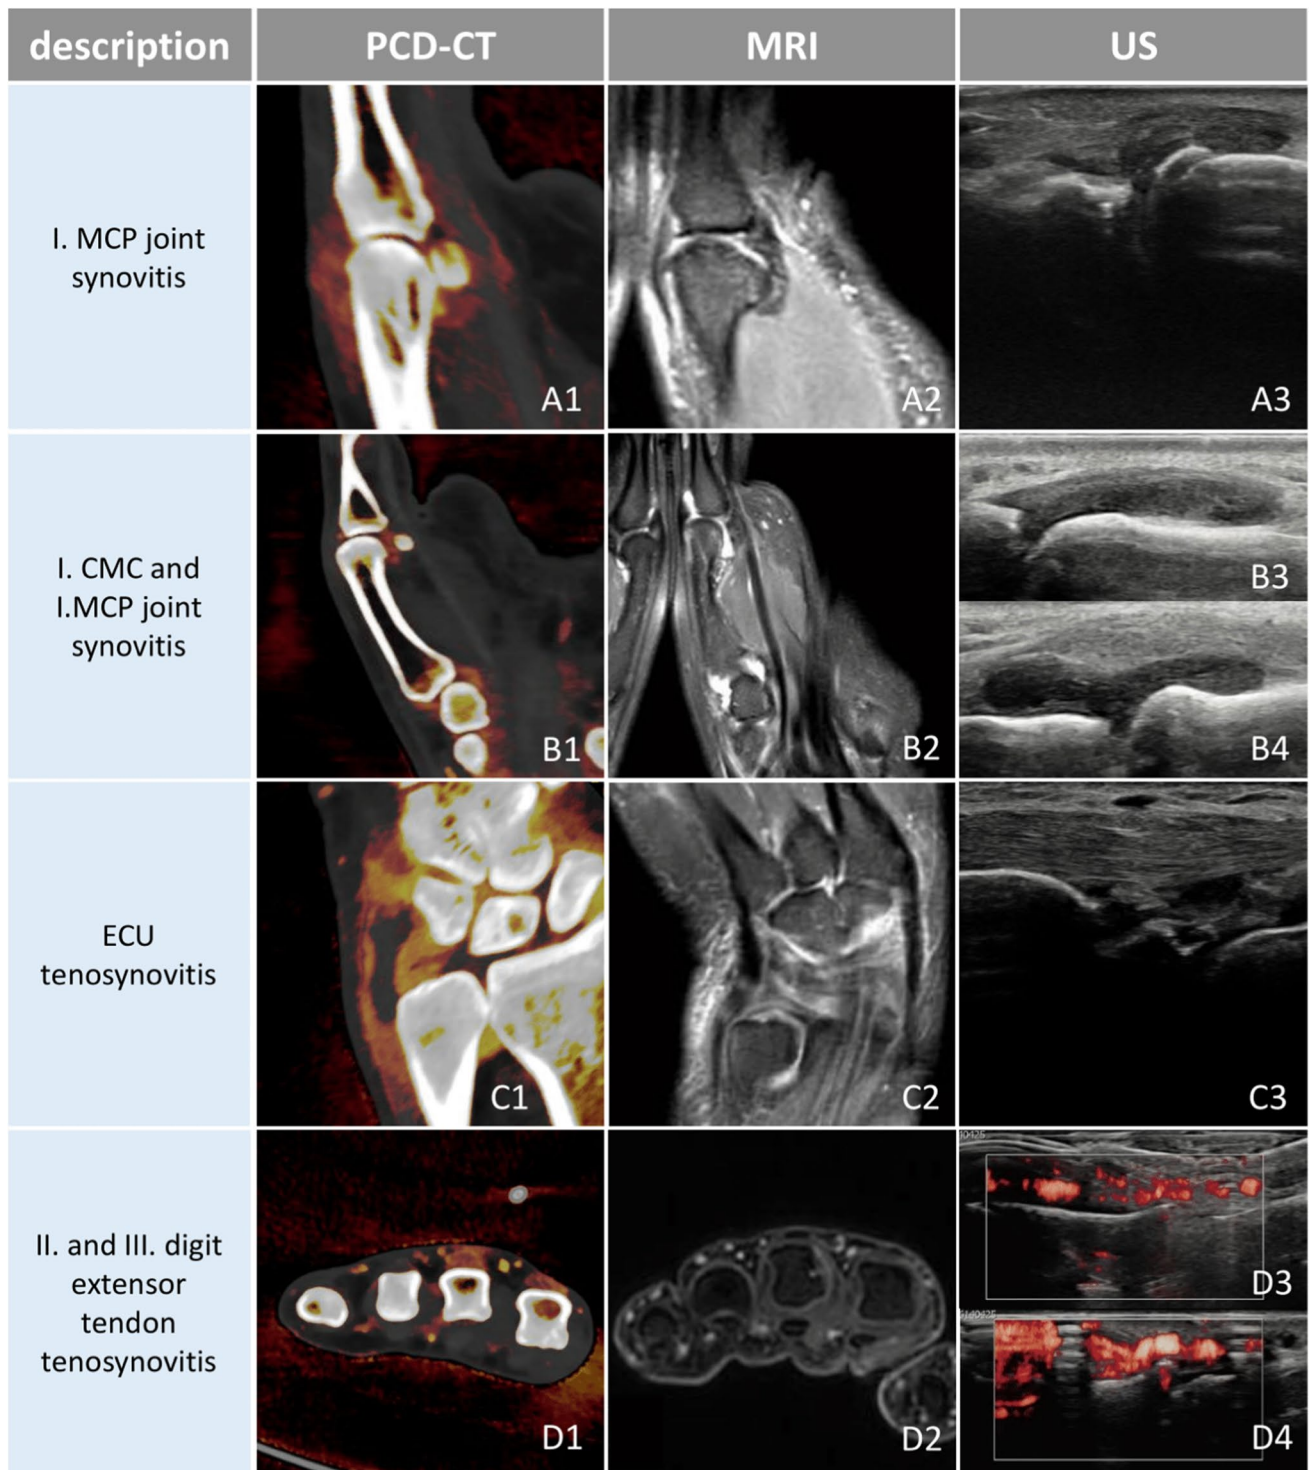 description
PCD-CT
MRI
US
I. MCP joint
synovitis
A1
A2
A3
I. CMC and
I.MCP joint
synovitis
B1
B2
B3
B4
ECU
tenosynovitis
C1
C2
C3
II. and III. digit
extensor
tendon
tenosynovitis
D1
D2
D3
D4